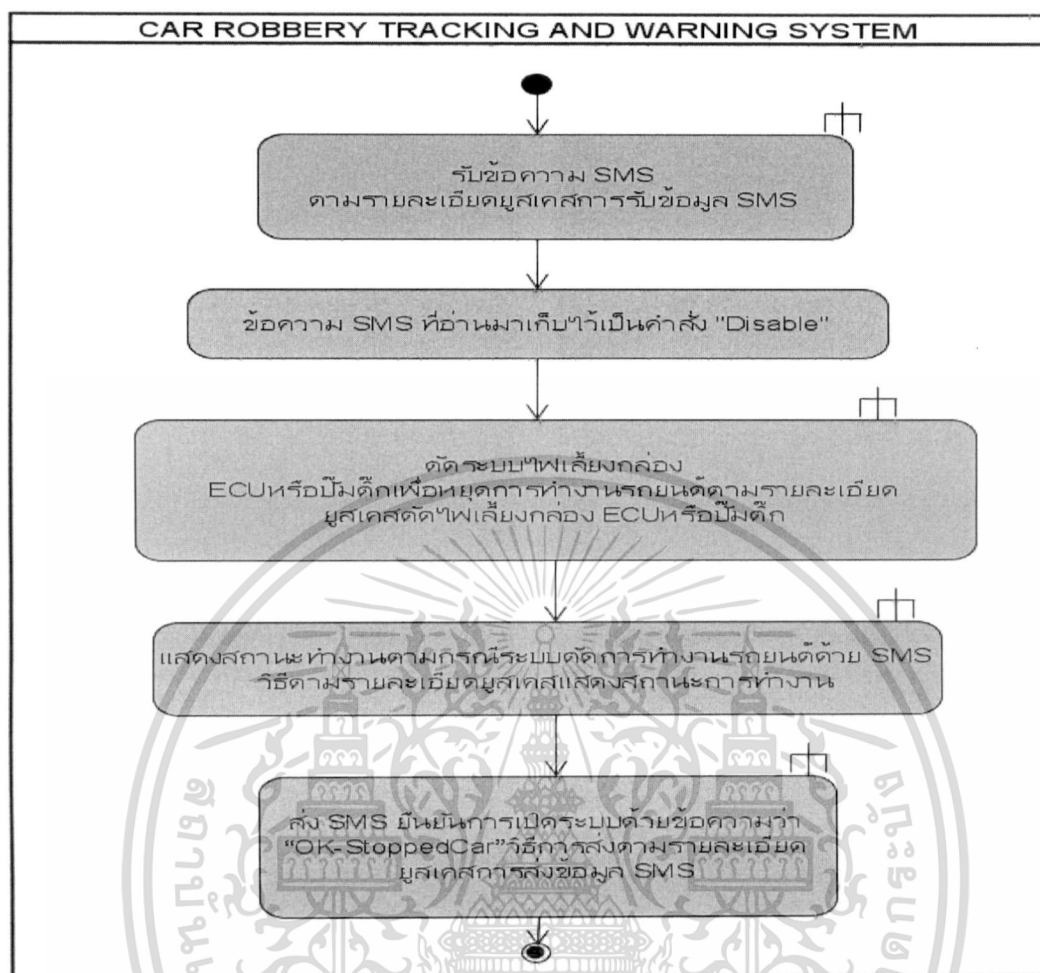 CAR ROBBERY TRACKING AND WARNING SYSTEM
รับข้อความ SMS
ตามรายละเอียดยูสเคสการรับข้อมูล SMS
ข้อความ SMS ที่อ่านมาเก็บไว้เป็นคำสั่ง "Disable"
ตัดระบบไฟเลี้ยงกล่อง
ECUหรือปั๊มติ๊กเพื่อหยุดการทำงานรถยนต์ตามรายละเอียด
ยูสเคสตัดไฟเลี้ยงกล่อง ECUหรือปั๊มติ๊ก
แสดงสถานะทำงานตามกรณีระบบตัดการทำงานรถยนต์ด้วย SMS
วิธีตามรายละเอียดยูสเคสแสดงสถานะการทำงาน
ส่ง SMS ยืนยันการเปิดระบบด้วยข้อความว่า
“OK-StoppedCar”วิธีการส่งตามรายละเอียด
ยูสเคสการส่งข้อมูล SMS